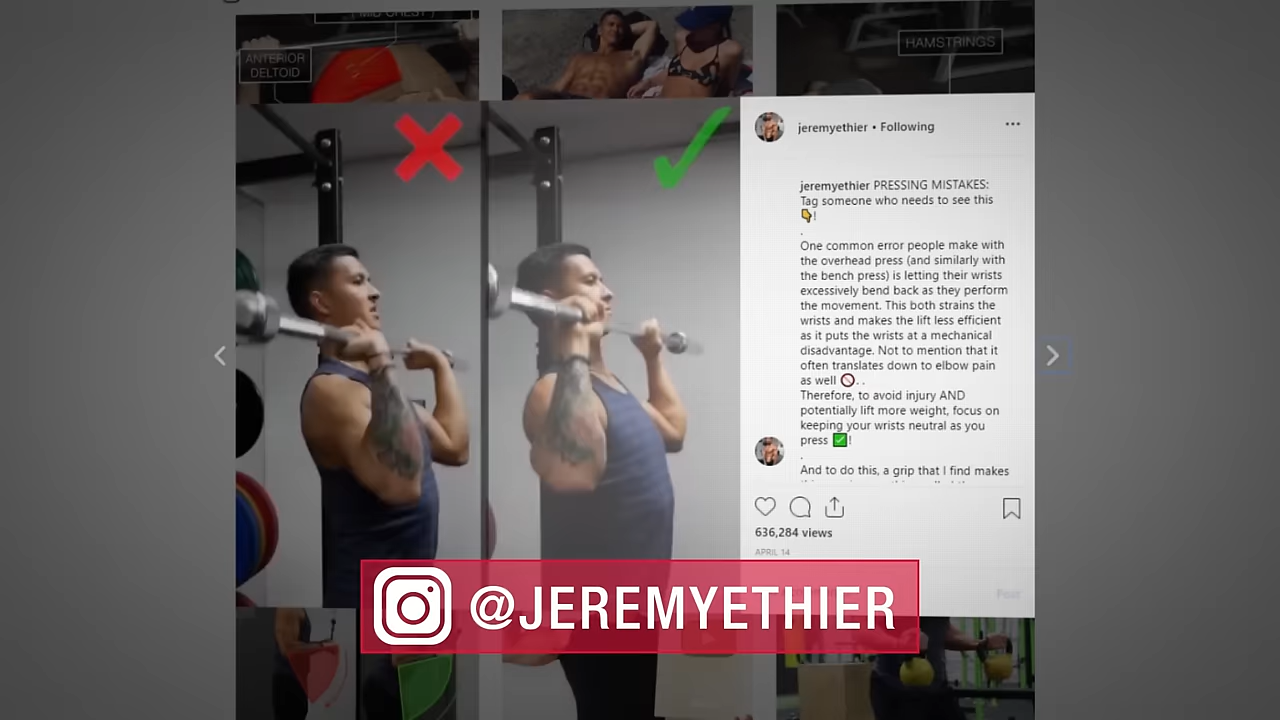 [MID CHEST]
ANTERIOR
DELTOID
HAMSTRINGS
jeremyethier • Following
jeremyethier PRESSING MISTAKES:
Tag someone who needs to see this
👇!
.
One common error people make with
the overhead press (and similarly with
the bench press) is letting their wrists
excessively bend back as they perform
the movement. This both strains the
wrists and makes the lift less efficient
as it puts the wrists at a mechanical
disadvantage. Not to mention that it
often translates down to elbow pain
as well 🚫. .
Therefore, to avoid injury AND
potentially lift more weight, focus on
keeping your wrists neutral as you
press ✅!
.
And to do this, a grip that I find makes
636,284 views
APRIL 14
Post
@JEREMYETHIER